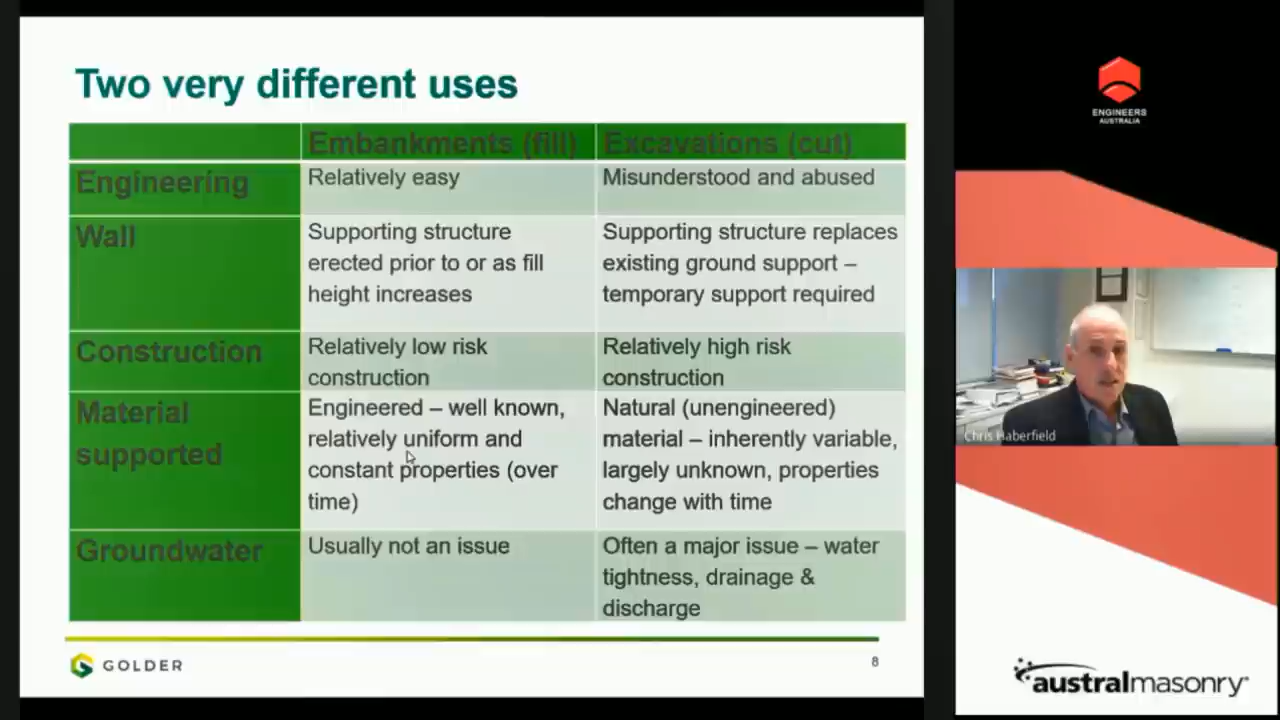 Two very different uses
Embankments (fill)
Excavations (cut)
Engineering
Relatively easy
Misunderstood and abused
Wall
Supporting structure
erected prior to or as fill
height increases
Supporting structure replaces
existing ground support –
temporary support required
Construction
Relatively low risk
construction
Relatively high risk
construction
Material
supported
Engineered – well known,
relatively uniform and
constant properties (over
time)
Natural (unengineered)
material – inherently variable,
largely unknown, properties
change with time
Groundwater
Usually not an issue
Often a major issue – water
tightness, drainage &
discharge
GOLDER
8
ENGINEERS
AUSTRALIA
Chris Haberfield
australmasonry